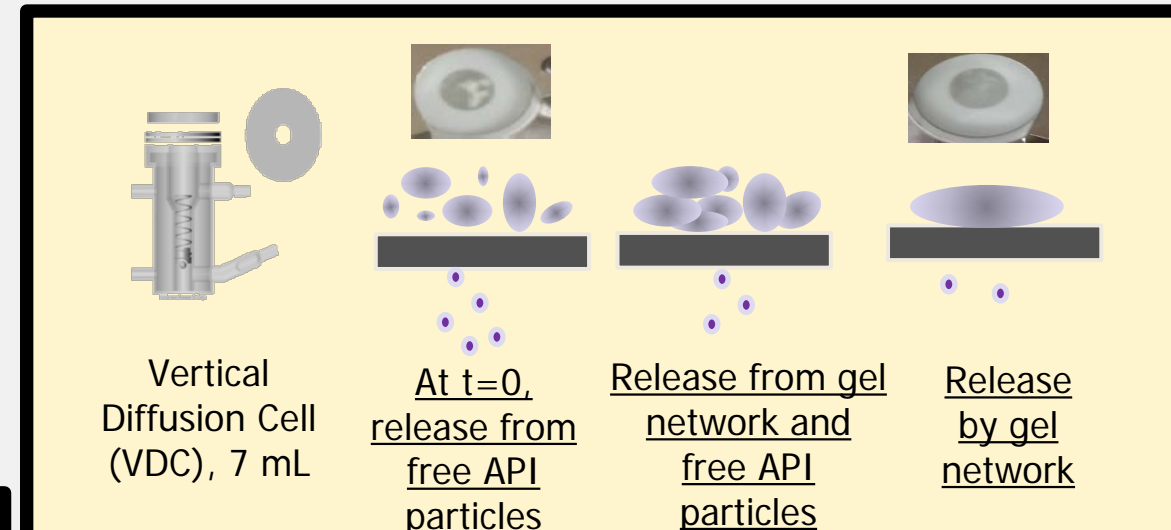 Vertical
Diffusion Cell
(VDC), 7 mL
At t=0,
release from
free API
particles
Release from gel
network and
free API
particles
Release
by gel
network